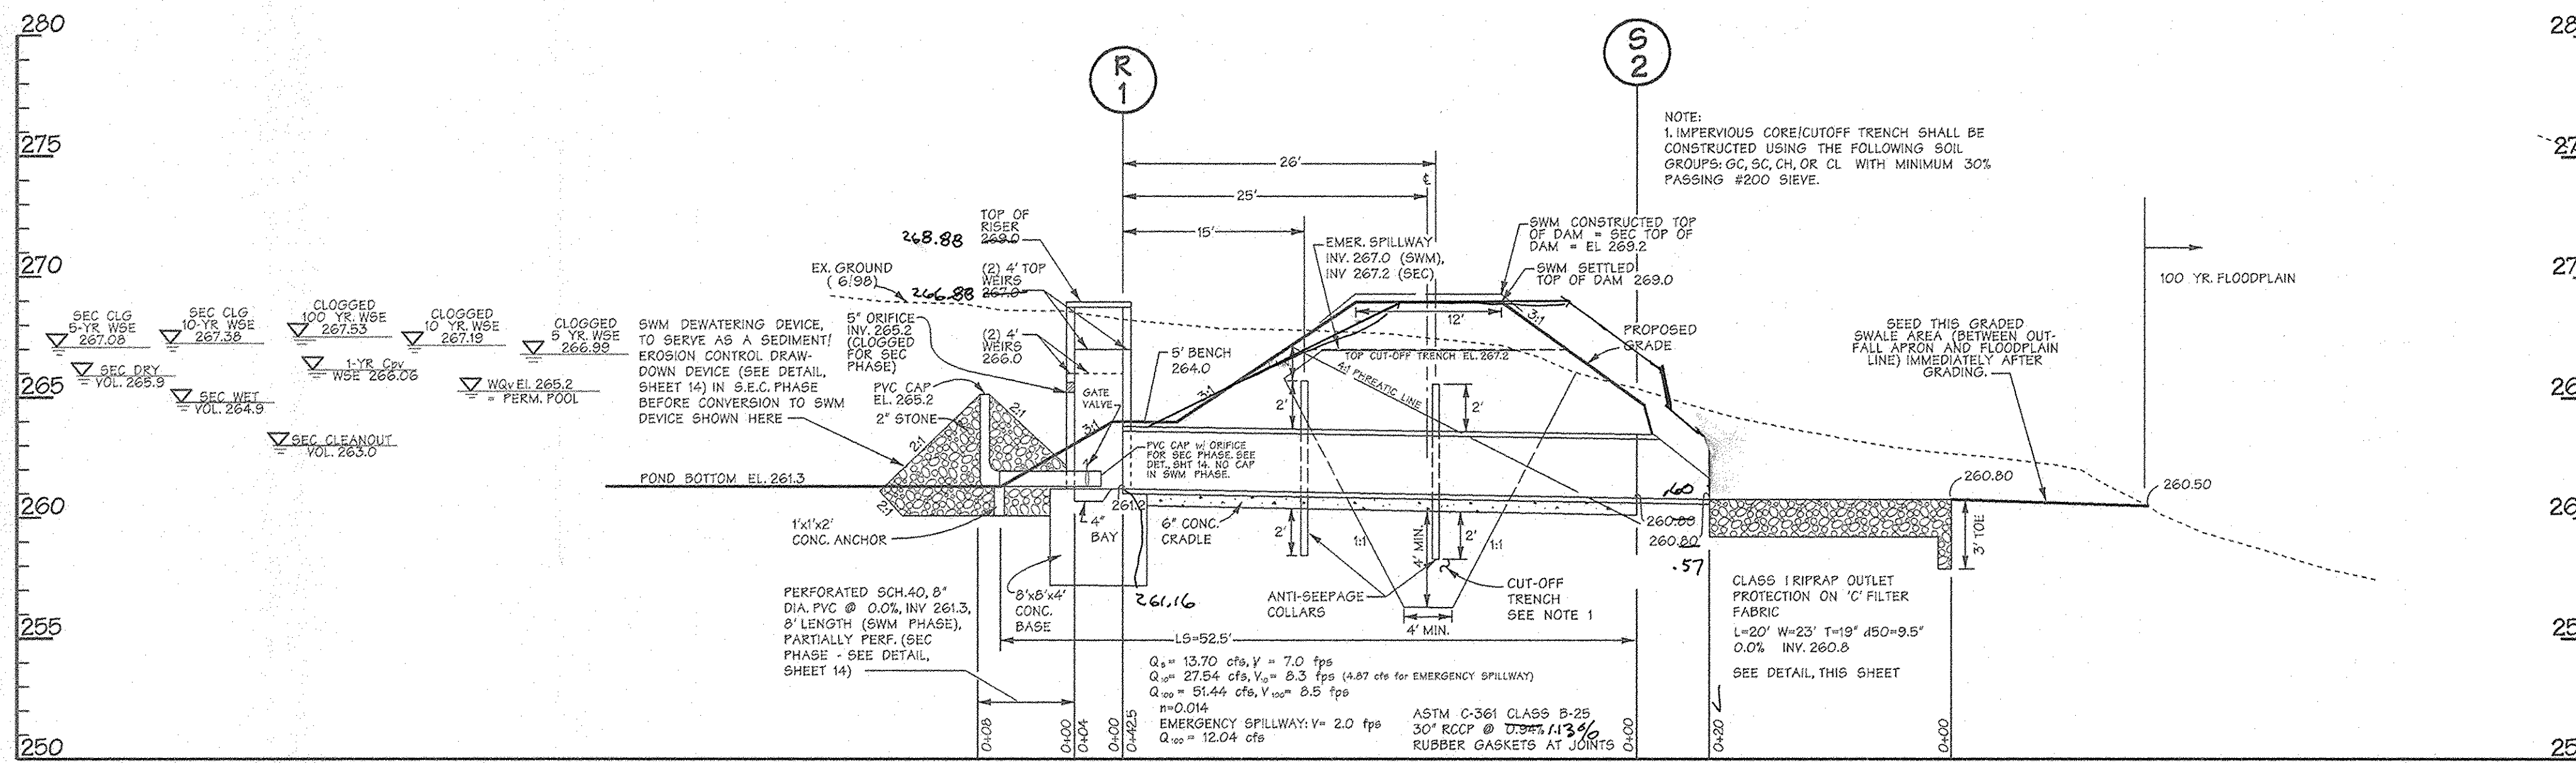 280
275
270
265
260
255
250
28
27
27
26
26
25
25
R
1
S
2
NOTE:
1. IMPERVIOUS CORE/CUTOFF TRENCH SHALL BE
CONSTRUCTED USING THE FOLLOWING SOIL
GROUPS: GC, SC, CH, OR CL WITH MINIMUM 30%
PASSING #200 SIEVE.
26'
25'
15'
TOP OF
RISER
269.0
268.88
(2) 4' TOP
WEIRS
267.0
266.88
EX. GROUND
( 6/98)
5" ORIFICE
INV. 265.2
(CLOGGED
FOR SEC
PHASE)
(2) 4'
WEIRS
266.0
EMER. SPILLWAY
INV. 267.0 (SWM),
INV 267.2 (SEC)
SWM CONSTRUCTED TOP
OF DAM = SEC TOP OF
DAM = EL 269.2
SWM SETTLED
TOP OF DAM 269.0
12'
3:1
PROPOSED
GRADE
100 YR. FLOODPLAIN
SEED THIS GRADED
SWALE AREA (BETWEEN OUT-
FALL APRON AND FLOODPLAIN
LINE) IMMEDIATELY AFTER
GRADING.
SEC CLG
5-YR WSE
267.08
SEC CLG
10-YR WSE
267.38
CLOGGED
100 YR. WSE
267.53
CLOGGED
10 YR. WSE
267.19
CLOGGED
5 YR. WSE
266.99
SEC DRY
VOL. 265.9
SEC WET
VOL. 264.9
1-YR Cpv
WSE 266.06
WQv El. 265.2
= PERM. POOL
SEC CLEANOUT
VOL. 263.0
SWM DEWATERING DEVICE,
TO SERVE AS A SEDIMENT/
EROSION CONTROL DRAW-
DOWN DEVICE (SEE DETAIL,
SHEET 14) IN S.E.C. PHASE
BEFORE CONVERSION TO SWM
DEVICE SHOWN HERE
PVC CAP
EL. 265.2
2" STONE
2:1
2:1
2:1
GATE
VALVE
5' BENCH
264.0
3:1
3:1
TOP CUT-OFF TRENCH EL. 267.2
4:1 PHREATIC LINE
2'
2'
PVC CAP w/ ORIFICE
FOR SEC PHASE. SEE
DET., SHT 14. NO CAP
IN SWM PHASE.
POND BOTTOM EL. 261.3
1'x1'x2'
CONC. ANCHOR
4"
BAY
261.2
6" CONC.
CRADLE
2'
1:1
4' MIN.
2'
1:1
.60
260.88
260.80
.57
260.80
260.50
3' TOE
8'x8'x4'
CONC.
BASE
261.16
ANTI-SEEPAGE
COLLARS
4' MIN.
CUT-OFF
TRENCH
SEE NOTE 1
CLASS I RIPRAP OUTLET
PROTECTION ON 'C' FILTER
FABRIC
L=20' W=23' T=19" d50=9.5"
0.0% INV. 260.8
SEE DETAIL, THIS SHEET
PERFORATED SCH.40, 8"
DIA. PVC @ 0.0%, INV 261.3,
8' LENGTH (SWM PHASE),
PARTIALLY PERF. (SEC
PHASE - SEE DETAIL,
SHEET 14)
LS=52.5'
Q5= 13.70 cfs, V = 7.0 fps
Q10= 27.54 cfs, V10= 8.3 fps (4.87 cfs for EMERGENCY SPILLWAY)
Q100 = 51.44 cfs, V100= 8.5 fps
n=0.014
EMERGENCY SPILLWAY: V= 2.0 fps
Q100 = 12.04 cfs
ASTM C-361 CLASS B-25
30" RCCP @ 0.94% 1.13%
RUBBER GASKETS AT JOINTS
0+08
0+00
0+04
0+00
0+42.5
0+00
0+20
0+00